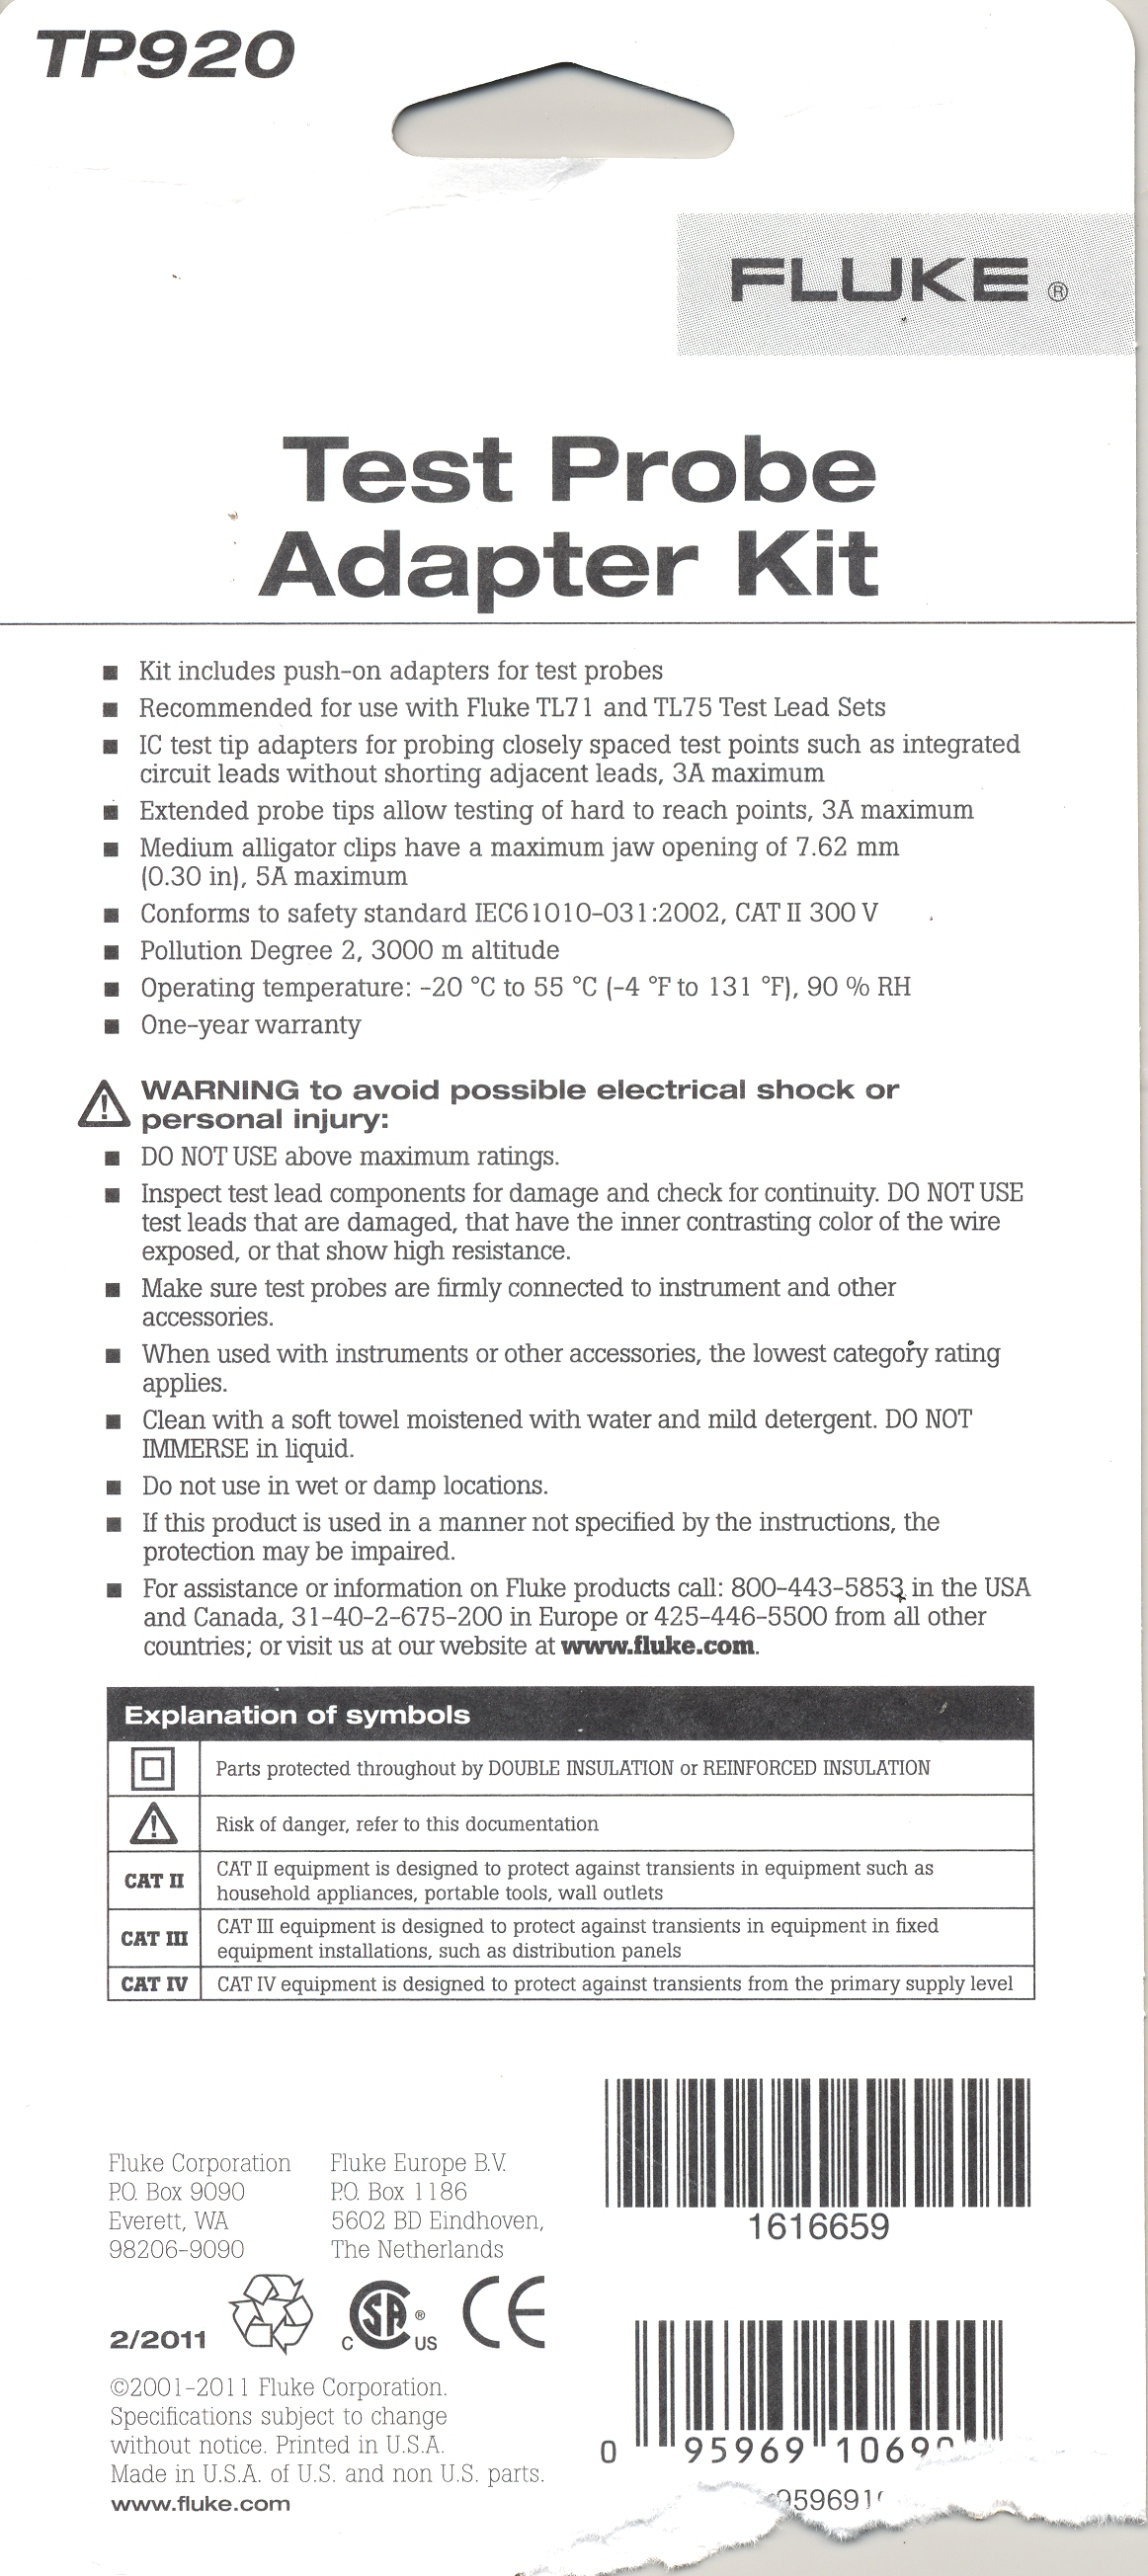 TP920
FLUKE ®
Test Probe
Adapter Kit
■ Kit includes push-on adapters for test probes
■ Recommended for use with Fluke TL71 and TL75 Test Lead Sets
■ IC test tip adapters for probing closely spaced test points such as integrated
circuit leads without shorting adjacent leads, 3A maximum
■ Extended probe tips allow testing of hard to reach points, 3A maximum
■ Medium alligator clips have a maximum jaw opening of 7.62 mm
(0.30 in), 5A maximum
■ Conforms to safety standard IEC61010-031:2002, CAT II 300 V
■ Pollution Degree 2, 3000 m altitude
■ Operating temperature: -20 °C to 55 °C (-4 °F to 131 °F), 90 % RH
■ One-year warranty
WARNING to avoid possible electrical shock or
personal injury:
■ DO NOT USE above maximum ratings.
■ Inspect test lead components for damage and check for continuity. DO NOT USE
test leads that are damaged, that have the inner contrasting color of the wire
exposed, or that show high resistance.
■ Make sure test probes are firmly connected to instrument and other
accessories.
■ When used with instruments or other accessories, the lowest category rating
applies.
■ Clean with a soft towel moistened with water and mild detergent. DO NOT
IMMERSE in liquid.
■ Do not use in wet or damp locations.
■ If this product is used in a manner not specified by the instructions, the
protection may be impaired.
■ For assistance or information on Fluke products call: 800-443-5853 in the USA
and Canada, 31-40-2-675-200 in Europe or 425-446-5500 from all other
countries; or visit us at our website at www.fluke.com.
Explanation of symbols
Parts protected throughout by DOUBLE INSULATION or REINFORCED INSULATION
Risk of danger, refer to this documentation
CAT II
CAT II equipment is designed to protect against transients in equipment such as
household appliances, portable tools, wall outlets
CAT III
CAT III equipment is designed to protect against transients in equipment in fixed
equipment installations, such as distribution panels
CAT IV
CAT IV equipment is designed to protect against transients from the primary supply level
Fluke Corporation
P.O. Box 9090
Everett, WA
98206-9090
Fluke Europe B.V.
P.O. Box 1186
5602 BD Eindhoven,
The Netherlands
1616659
2/2011
C SA ® US
CE
©2001-2011 Fluke Corporation.
Specifications subject to change
without notice. Printed in U.S.A.
Made in U.S.A. of U.S. and non U.S. parts.
www.fluke.com
0 95969